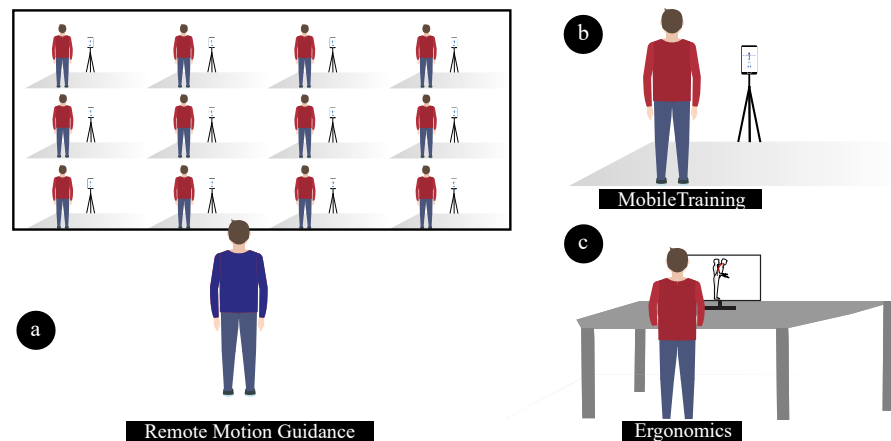 b
MobileTraining
c
a
Remote Motion Guidance
Ergonomics